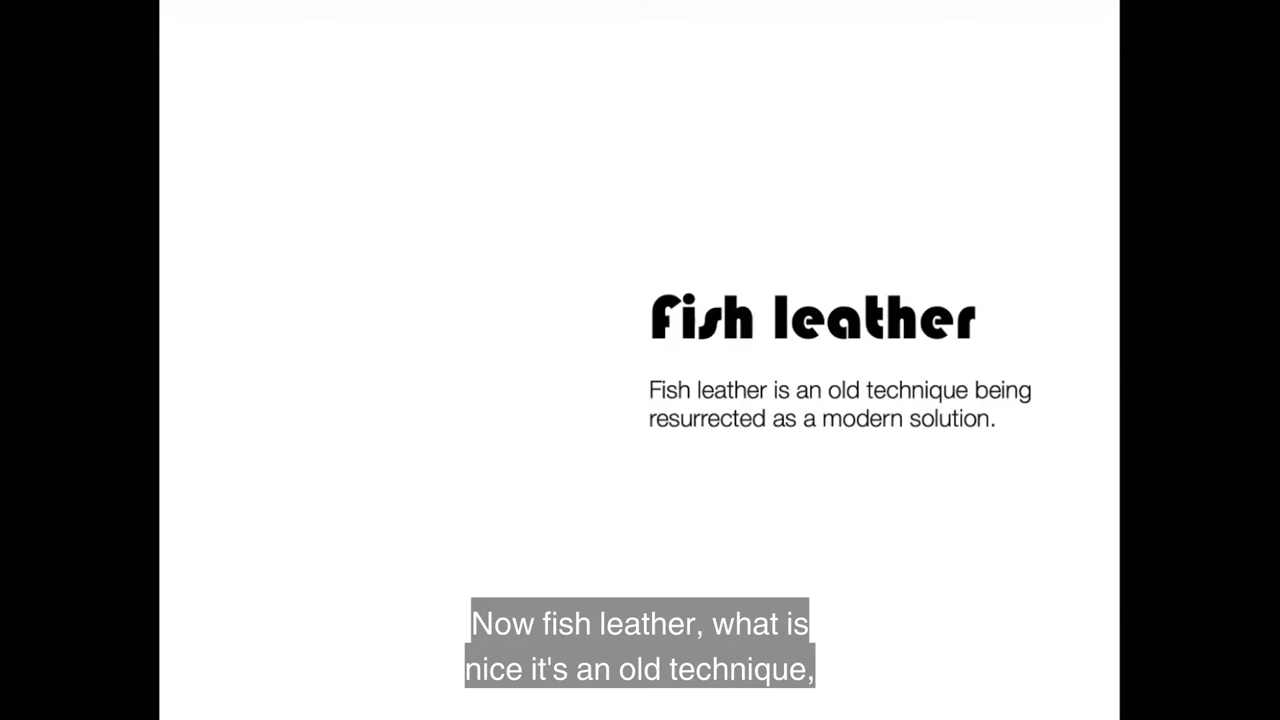 Fish leather
Fish leather is an old technique being
resurrected as a modern solution.
Now fish leather, what is
nice it's an old technique,